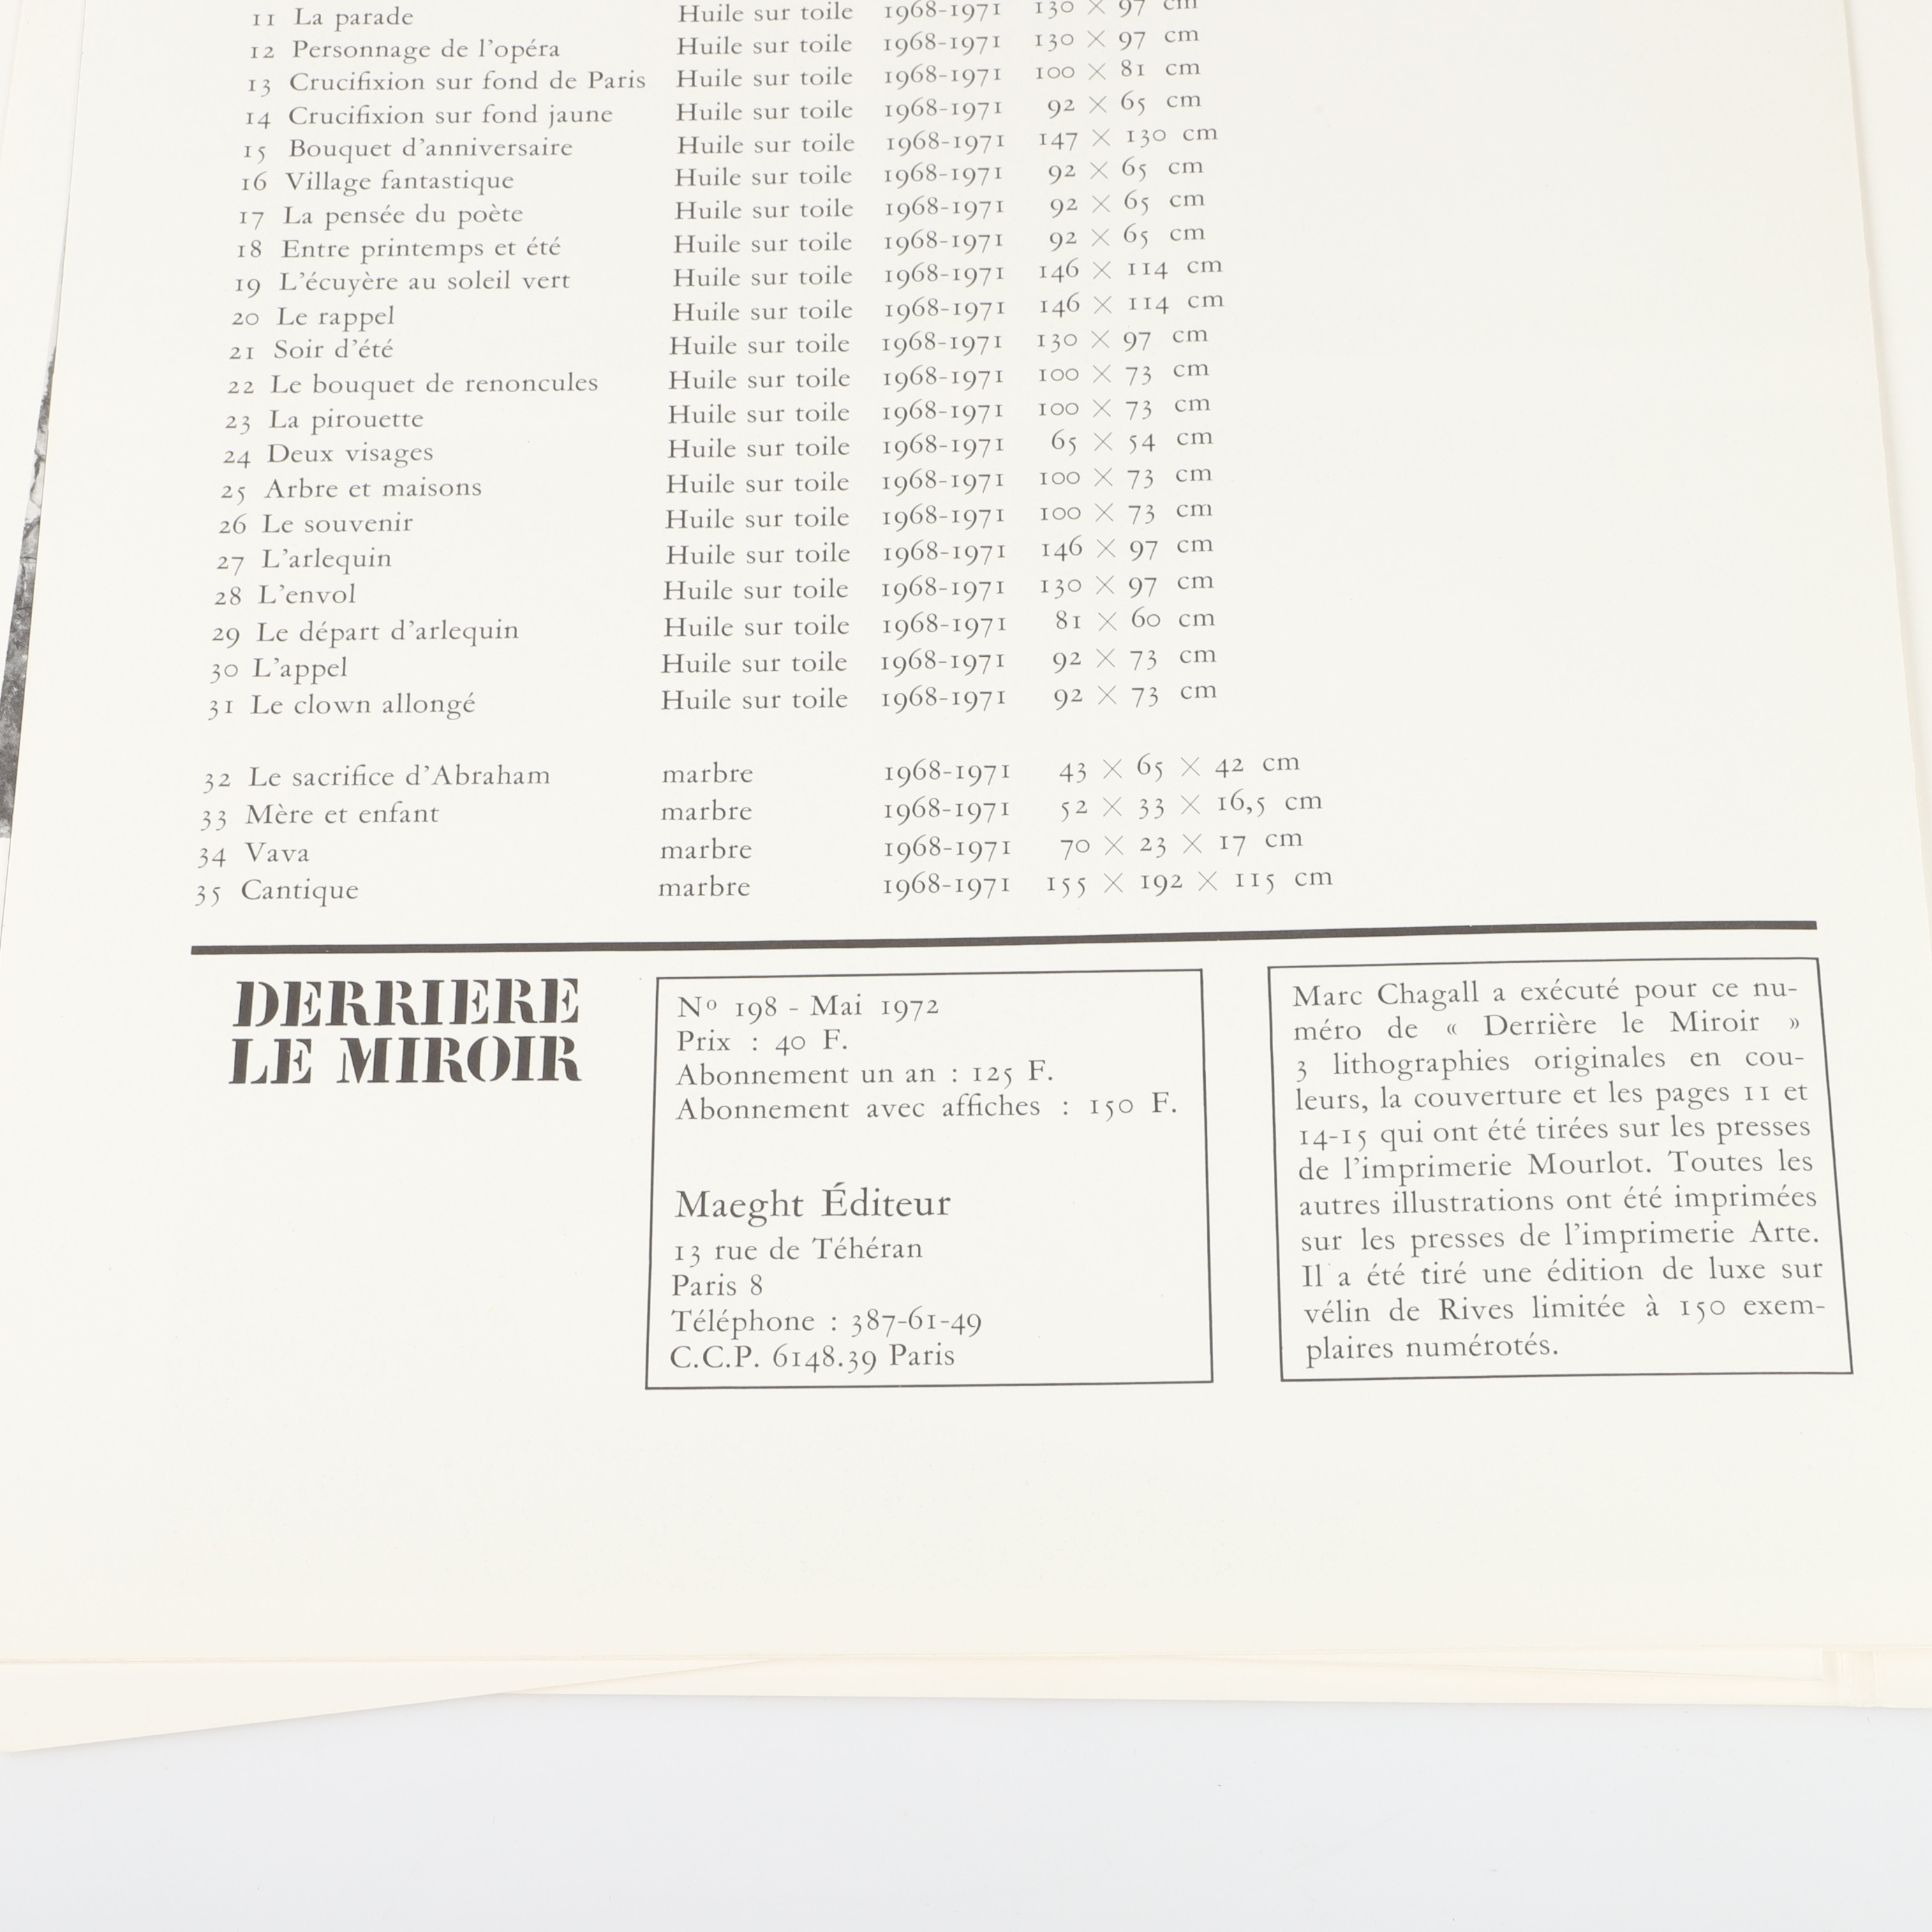 11 La parade Huile sur toile 1968-1971 130 × 97 cm
12 Personnage de l'opéra Huile sur toile 1968-1971 130 × 97 cm
13 Crucifixion sur fond de Paris Huile sur toile 1968-1971 100 × 81 cm
14 Crucifixion sur fond jaune Huile sur toile 1968-1971 92 × 65 cm
15 Bouquet d'anniversaire Huile sur toile 1968-1971 147 × 130 cm
16 Village fantastique Huile sur toile 1968-1971 92 × 65 cm
17 La pensée du poète Huile sur toile 1968-1971 92 × 65 cm
18 Entre printemps et été Huile sur toile 1968-1971 92 × 65 cm
19 L'écuyère au soleil vert Huile sur toile 1968-1971 146 × 114 cm
20 Le rappel Huile sur toile 1968-1971 146 × 114 cm
21 Soir d'été Huile sur toile 1968-1971 130 × 97 cm
22 Le bouquet de renoncules Huile sur toile 1968-1971 100 × 73 cm
23 La pirouette Huile sur toile 1968-1971 100 × 73 cm
24 Deux visages Huile sur toile 1968-1971 65 × 54 cm
25 Arbre et maisons Huile sur toile 1968-1971 100 × 73 cm
26 Le souvenir Huile sur toile 1968-1971 100 × 73 cm
27 L'arlequin Huile sur toile 1968-1971 146 × 97 cm
28 L'envol Huile sur toile 1968-1971 130 × 97 cm
29 Le départ d'arlequin Huile sur toile 1968-1971 81 × 60 cm
30 L'appel Huile sur toile 1968-1971 92 × 73 cm
31 Le clown allongé Huile sur toile 1968-1971 92 × 73 cm
32 Le sacrifice d'Abraham marbre 1968-1971 43 × 65 × 42 cm
33 Mère et enfant marbre 1968-1971 52 × 33 × 16,5 cm
34 Vava marbre 1968-1971 70 × 23 × 17 cm
35 Cantique marbre 1968-1971 155 × 192 × 115 cm
DERRIERE
LE MIROIR
Nº 198 - Mai 1972
Prix : 40 F.
Abonnement un an : 125 F.
Abonnement avec affiches : 150 F.
Maeght Éditeur
13 rue de Téhéran
Paris 8
Téléphone : 387-61-49
C.C.P. 6148.39 Paris
Marc Chagall a exécuté pour ce nu-
méro de « Derrière le Miroir »
3 lithographies originales en cou-
leurs, la couverture et les pages 11 et
14-15 qui ont été tirées sur les presses
de l'imprimerie Mourlot. Toutes les
autres illustrations ont été imprimées
sur les presses de l'imprimerie Arte.
Il a été tiré une édition de luxe sur
vélin de Rives limitée à 150 exem-
plaires numérotés.